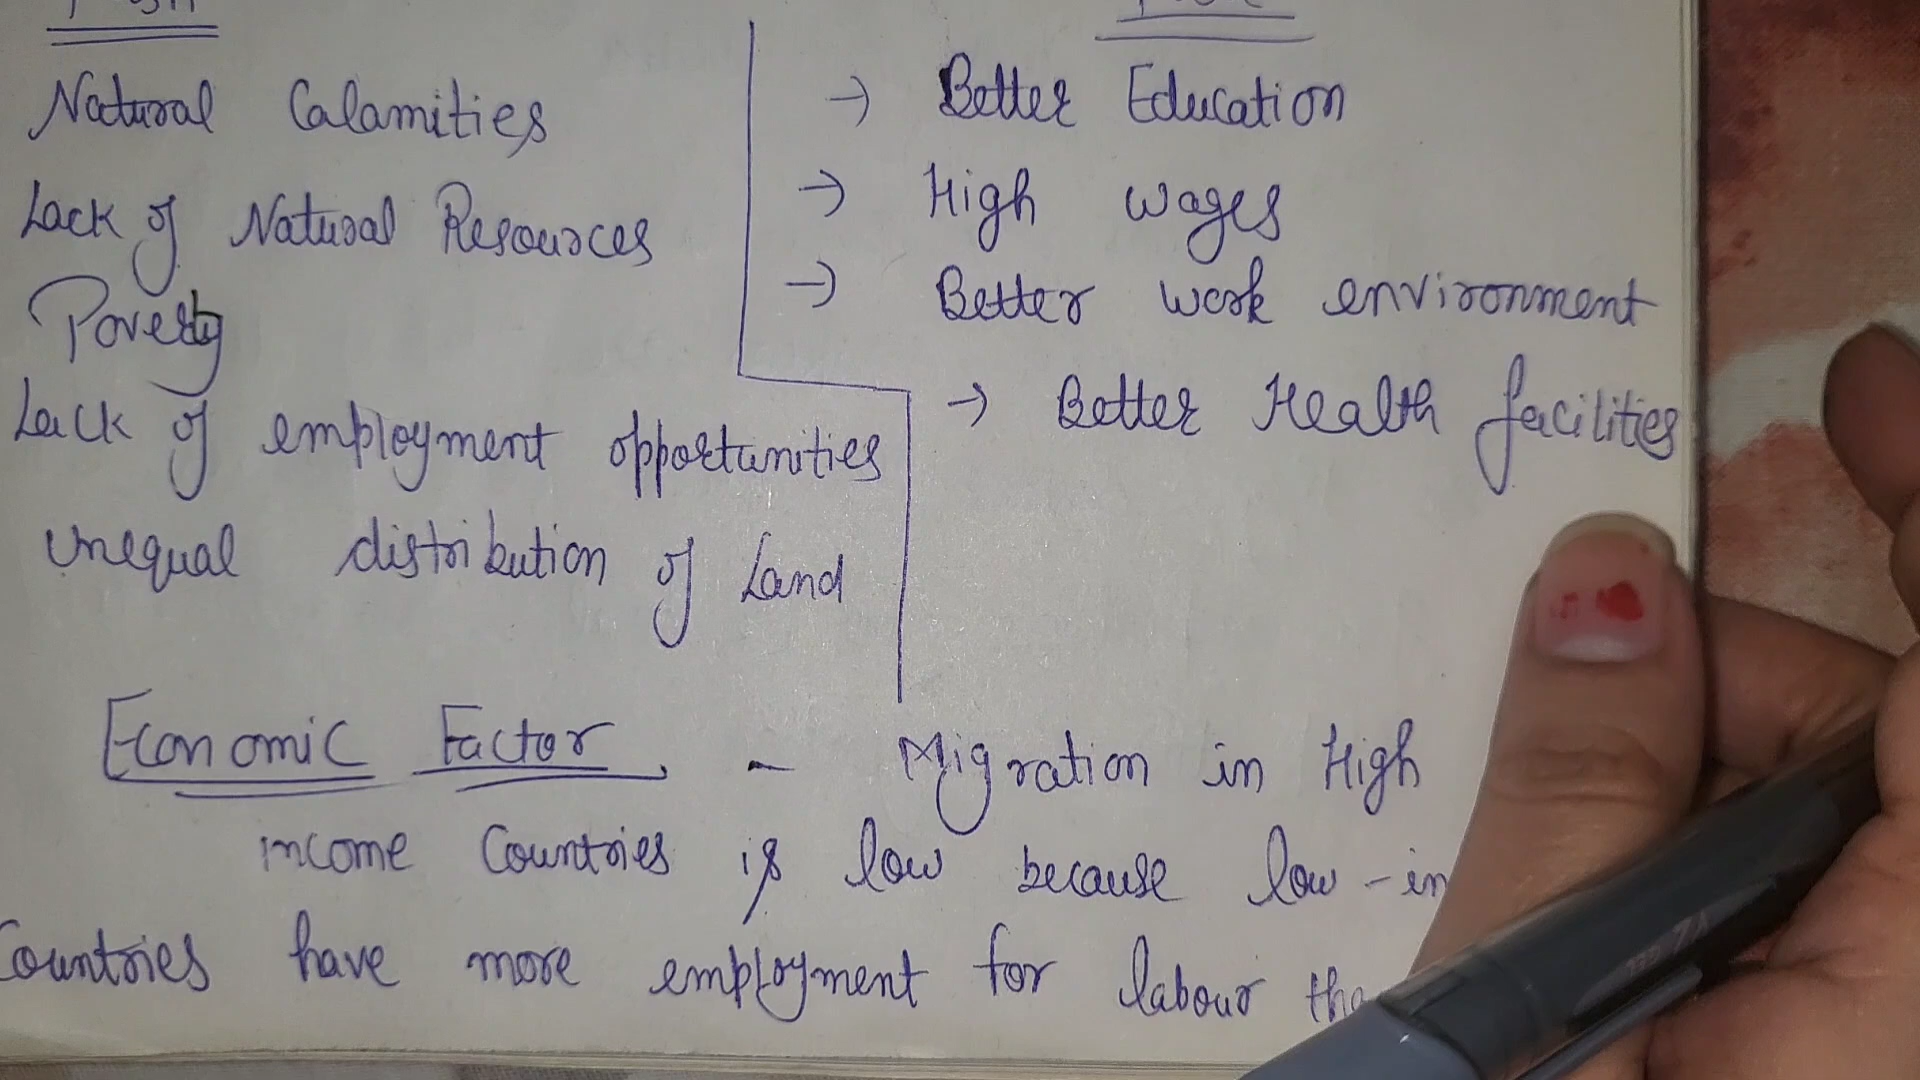 Natural Calamities
Lack of Natural Resources
Poverty
Lack of employment opportunities
unequal distribution of Land
→ Better Education
→ High wages
→ Better work environment
→ Better Health facilities
Economic Factor - Migration in High
income Countries is low because low-in
Countries have more employment for labour